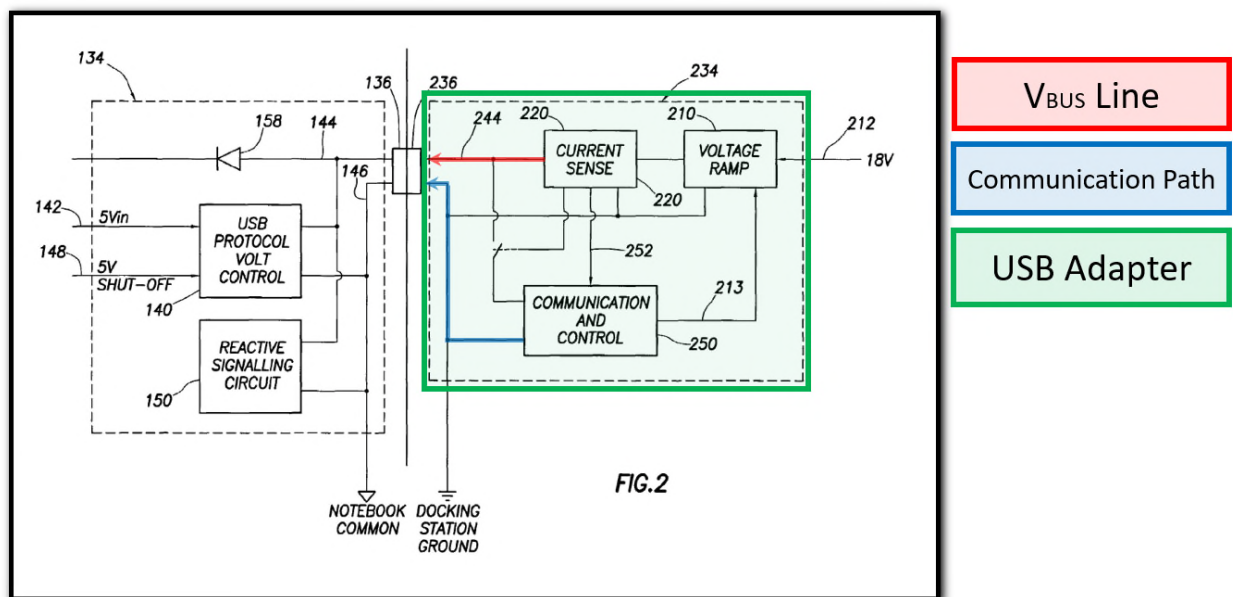 134
136
236
234
158
144
244
220
210
212
CURRENT
SENSE
VOLTAGE
RAMP
18V
146
220
142
5Vin
USB
PROTOCOL
VOLT
CONTROL
252
148
5V
SHUT-OFF
213
140
COMMUNICATION
AND
CONTROL
250
REACTIVE
SIGNALLING
CIRCUIT
150
FIG.2
NOTEBOOK
COMMON
DOCKING
STATION
GROUND
VBUS Line
Communication Path
USB Adapter